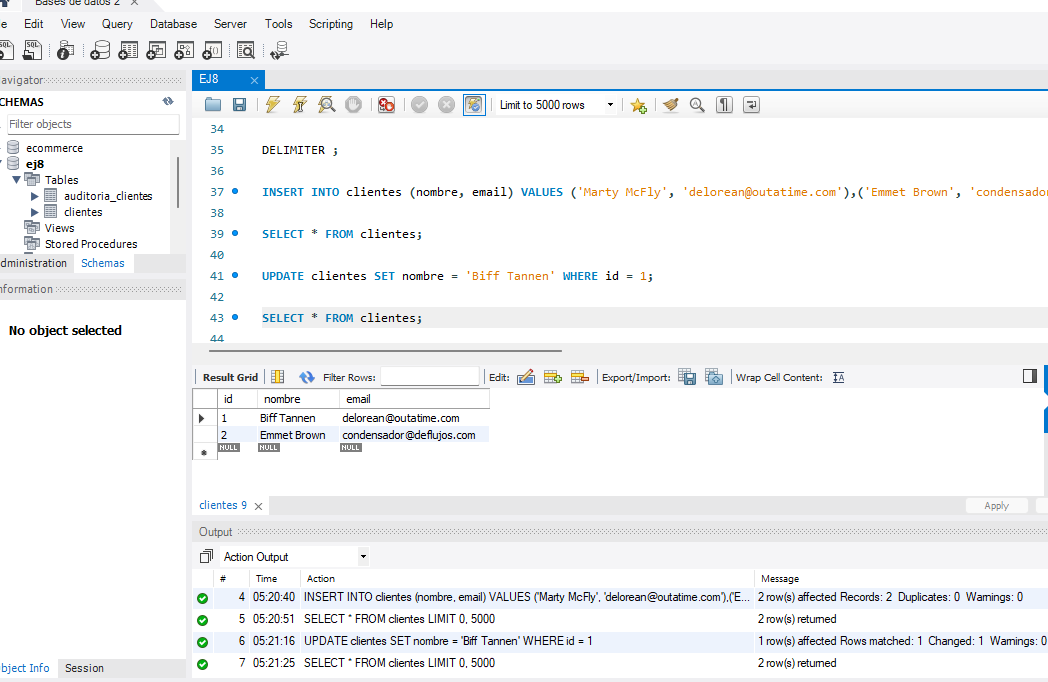 Bases de datos 2
Edit View Query Database Server Tools Scripting Help
EJ8
SCHEMAS
Filter objects
Limit to 5000 rows
ecommerce
ej8
Tables
auditoria_clientes
clientes
Views
Stored Procedures
Schemas
No object selected
34
35 DELIMITER ;
36
37 INSERT INTO clientes (nombre, email) VALUES ('Marty McFly', 'delorean@outatime.com'),('Emmet Brown', 'condensador
38
39 SELECT * FROM clientes;
40
41 UPDATE clientes SET nombre = 'Biff Tannen' WHERE id = 1;
42
43 SELECT * FROM clientes;
44
Result Grid Filter Rows: Edit: Export/Import: Wrap Cell Content:
id nombre email
1 Biff Tannen delorean@outatime.com
2 Emmet Brown condensador@deflujos.com
NULL NULL NULL
clientes 9 Apply
Output
Action Output
# Time Action Message
4 05:20:40 INSERT INTO clientes (nombre, email) VALUES ('Marty McFly', 'delorean@outatime.com'),('E... 2 row(s) affected Records: 2 Duplicates: 0 Warnings: 0
5 05:20:51 SELECT * FROM clientes LIMIT 0, 5000 2 row(s) returned
6 05:21:16 UPDATE clientes SET nombre = 'Biff Tannen' WHERE id = 1 1 row(s) affected Rows matched: 1 Changed: 1 Warnings: 0
7 05:21:25 SELECT * FROM clientes LIMIT 0, 5000 2 row(s) returned
Object Info Session